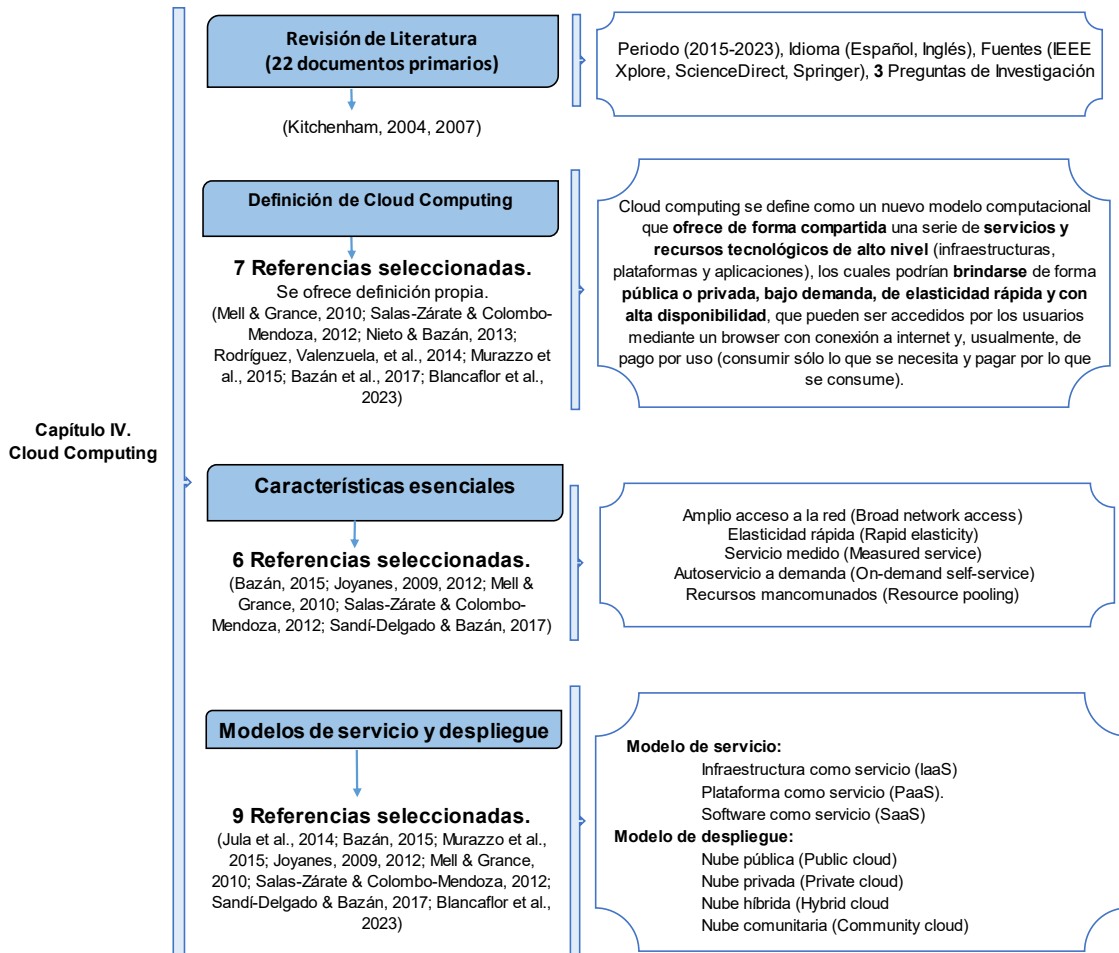 Capítulo IV.
Cloud Computing
Revisión de Literatura
(22 documentos primarios)
(Kitchenham, 2004, 2007)
Periodo (2015-2023), Idioma (Español, Inglés), Fuentes (IEEE
Xplore, ScienceDirect, Springer), 3 Preguntas de Investigación
Definición de Cloud Computing
7 Referencias seleccionadas.
Se ofrece definición propia.
(Mell & Grance, 2010; Salas-Zárate & Colombo-
Mendoza, 2012; Nieto & Bazán, 2013;
Rodríguez, Valenzuela, et al., 2014; Murazzo et
al., 2015; Bazán et al., 2017; Blancaflor et al.,
2023)
Cloud computing se define como un nuevo modelo computacional
que ofrece de forma compartida una serie de servicios y
recursos tecnológicos de alto nivel (infraestructuras,
plataformas y aplicaciones), los cuales podrían brindarse de forma
pública o privada, bajo demanda, de elasticidad rápida y con
alta disponibilidad, que pueden ser accedidos por los usuarios
mediante un browser con conexión a internet y, usualmente, de
pago por uso (consumir sólo lo que se necesita y pagar por lo que
se consume).
Características esenciales
6 Referencias seleccionadas.
(Bazán, 2015; Joyanes, 2009, 2012; Mell &
Grance, 2010; Salas-Zárate & Colombo-
Mendoza, 2012; Sandí-Delgado & Bazán, 2017)
Amplio acceso a la red (Broad network access)
Elasticidad rápida (Rapid elasticity)
Servicio medido (Measured service)
Autoservicio a demanda (On-demand self-service)
Recursos mancomunados (Resource pooling)
Modelos de servicio y despliegue
9 Referencias seleccionadas.
(Jula et al., 2014; Bazán, 2015; Murazzo et al.,
2015; Joyanes, 2009, 2012; Mell & Grance,
2010; Salas-Zárate & Colombo-Mendoza, 2012;
Sandí-Delgado & Bazán, 2017; Blancaflor et al.,
2023)
Modelo de servicio:
Infraestructura como servicio (IaaS)
Plataforma como servicio (PaaS).
Software como servicio (SaaS)
Modelo de despliegue:
Nube pública (Public cloud)
Nube privada (Private cloud)
Nube híbrida (Hybrid cloud
Nube comunitaria (Community cloud)